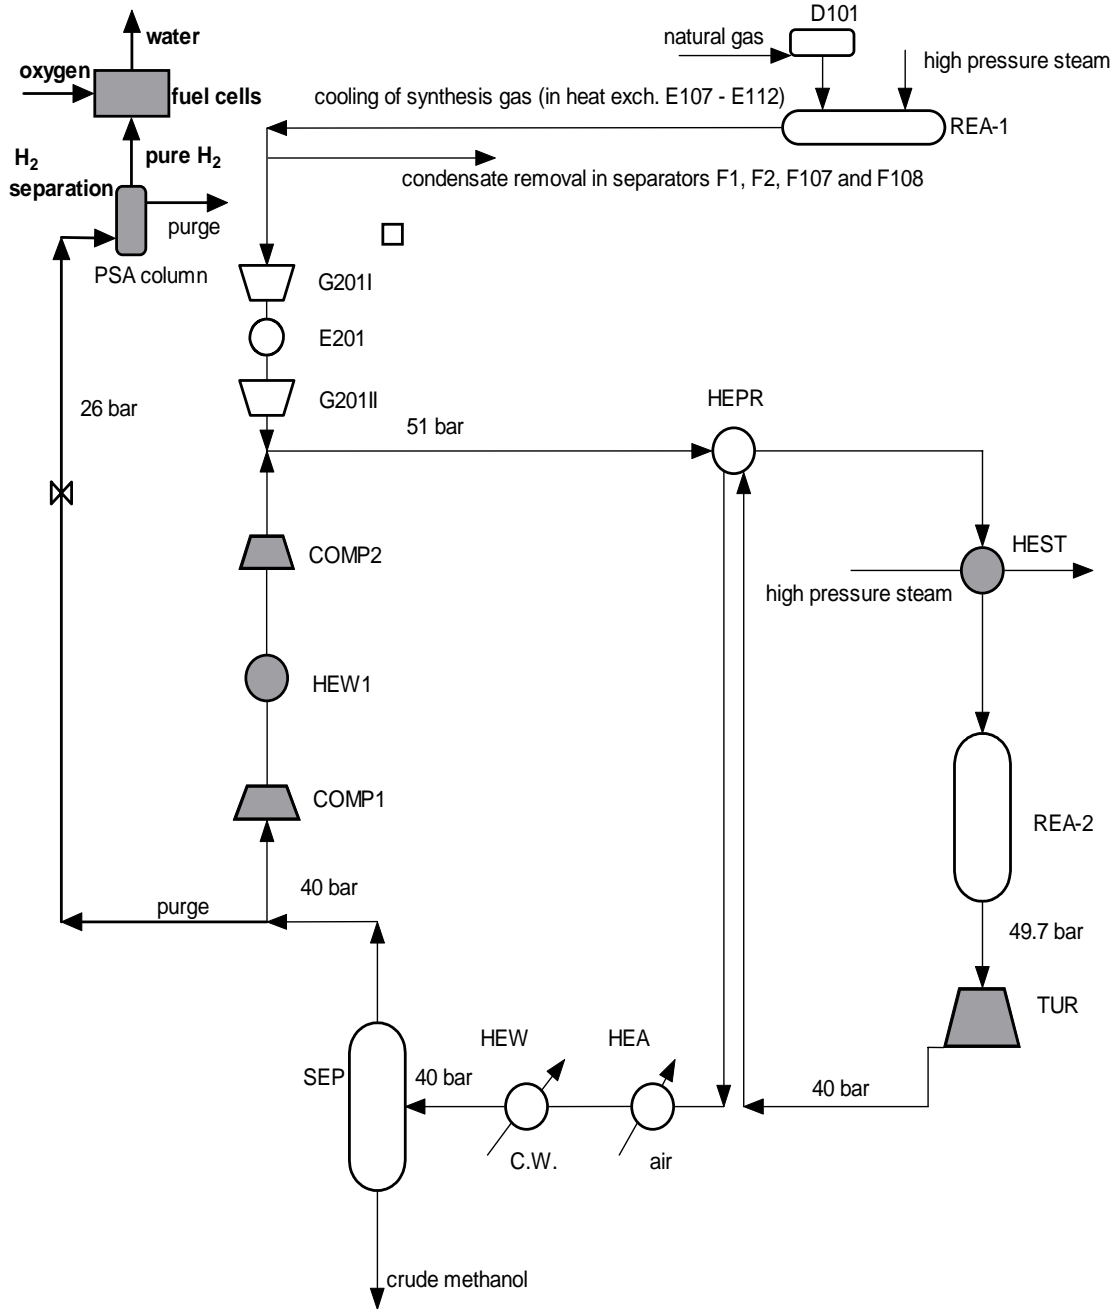 D101
water
natural gas
high pressure steam
oxygen
fuel cells
cooling of synthesis gas (in heat exch. E107 - E112)
REA-1
H2
pure H2
separation
condensate removal in separators F1, F2, F107 and F108
purge
PSA column
G201I
E201
G201II
HEPR
26 bar
51 bar
COMP2
HEST
high pressure steam
HEW1
COMP1
REA-2
40 bar
purge
49.7 bar
TUR
HEW
HEA
SEP
40 bar
40 bar
C.W.
air
crude methanol